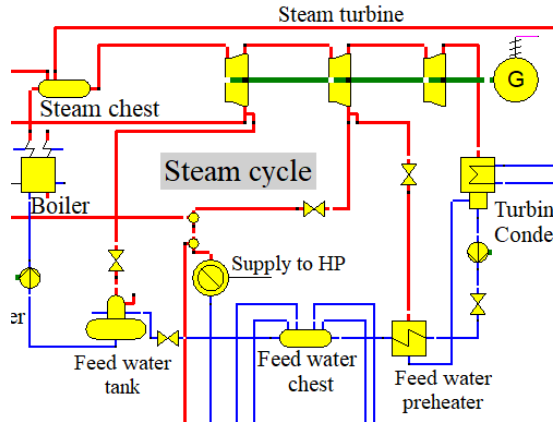 Steam turbine
G
Steam chest
Steam cycle
Boiler
Turbin
Conde
Supply to HP
er
Feed water
tank
Feed water
chest
Feed water
preheater